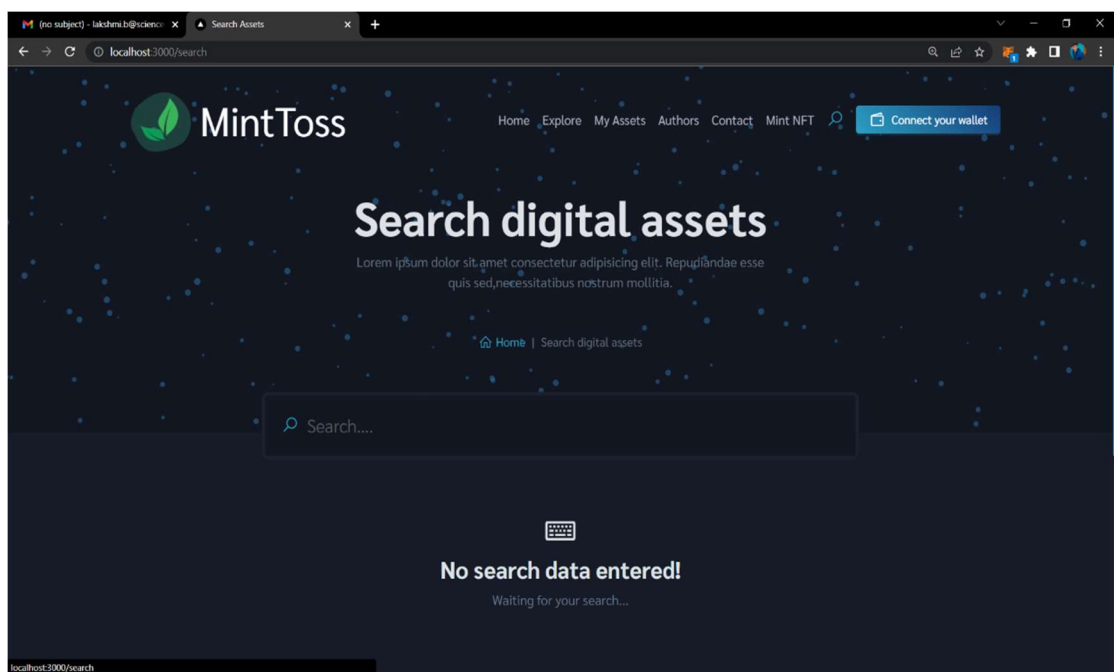 (no subject) - lakshmi.b@science
Search Assets
localhost:3000/search
1
MintToss
Home Explore My Assets Authors Contact Mint NFT Connect your wallet
Search digital assets
Lorem ipsum dolor sit amet consectetur adipisicing elit. Repudiandae esse
quis sed,necessitatibus nostrum mollitia.
Home | Search digital assets
Search....
No search data entered!
Waiting for your search...
localhost:3000/search